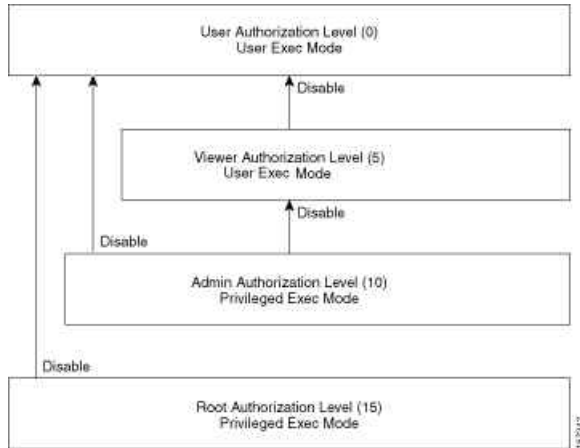 User Authorization Level (0)
User Exec Mode
Disable
Viewer Authorization Level (5)
User Exec Mode
Disable
Disable
Admin Authorization Level (10)
Privileged Exec Mode
Disable
Root Authorization Level (15)
Privileged Exec Mode